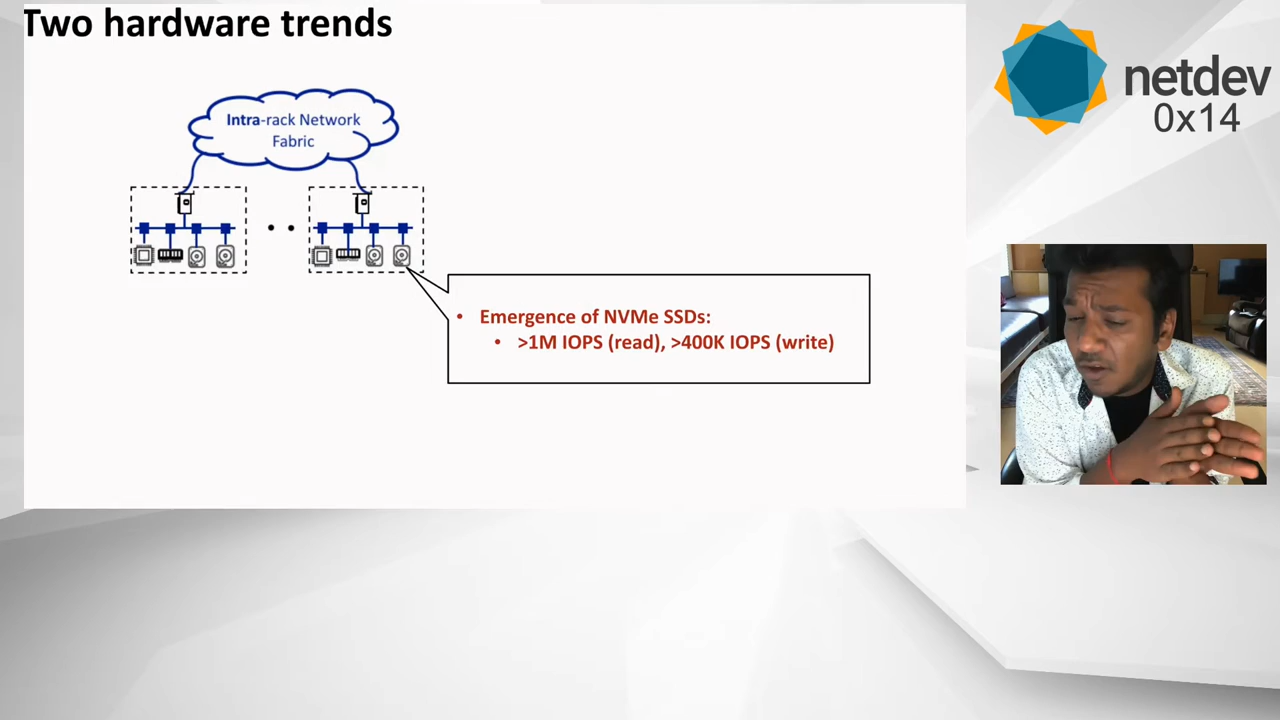 Two hardware trends
Intra-rack Network
Fabric
• Emergence of NVMe SSDs:
• >1M IOPS (read), >400K IOPS (write)
netdev
0x14